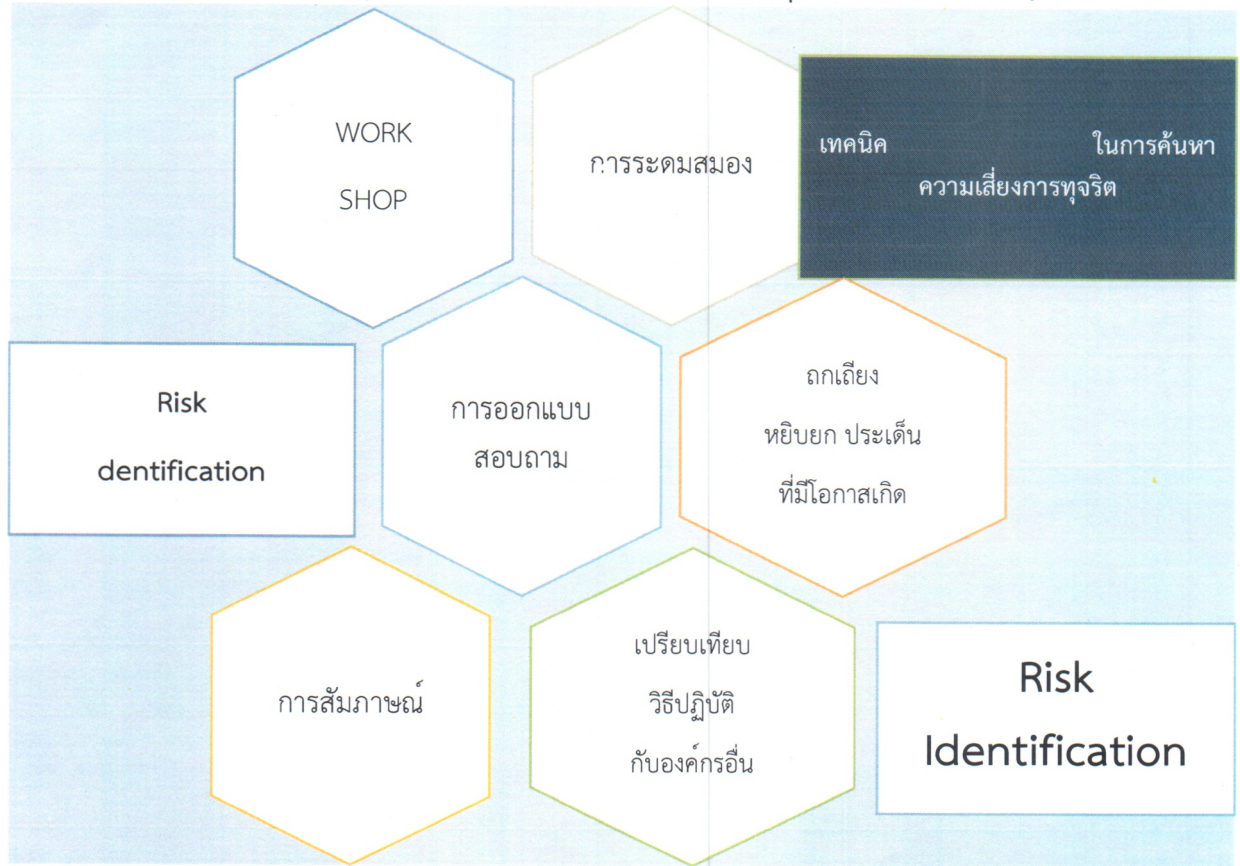 WORK
SHOP
การระดมสมอง
เทคนิค ในการค้นหา
ความเสี่ยงการทุจริต
Risk
dentification
การออกแบบ
สอบถาม
ถกเถียง
หยิบยก ประเด็น
ที่มีโอกาสเกิด
การสัมภาษณ์
เปรียบเทียบ
วิธีปฏิบัติ
กับองค์กรอื่น
Risk
Identification